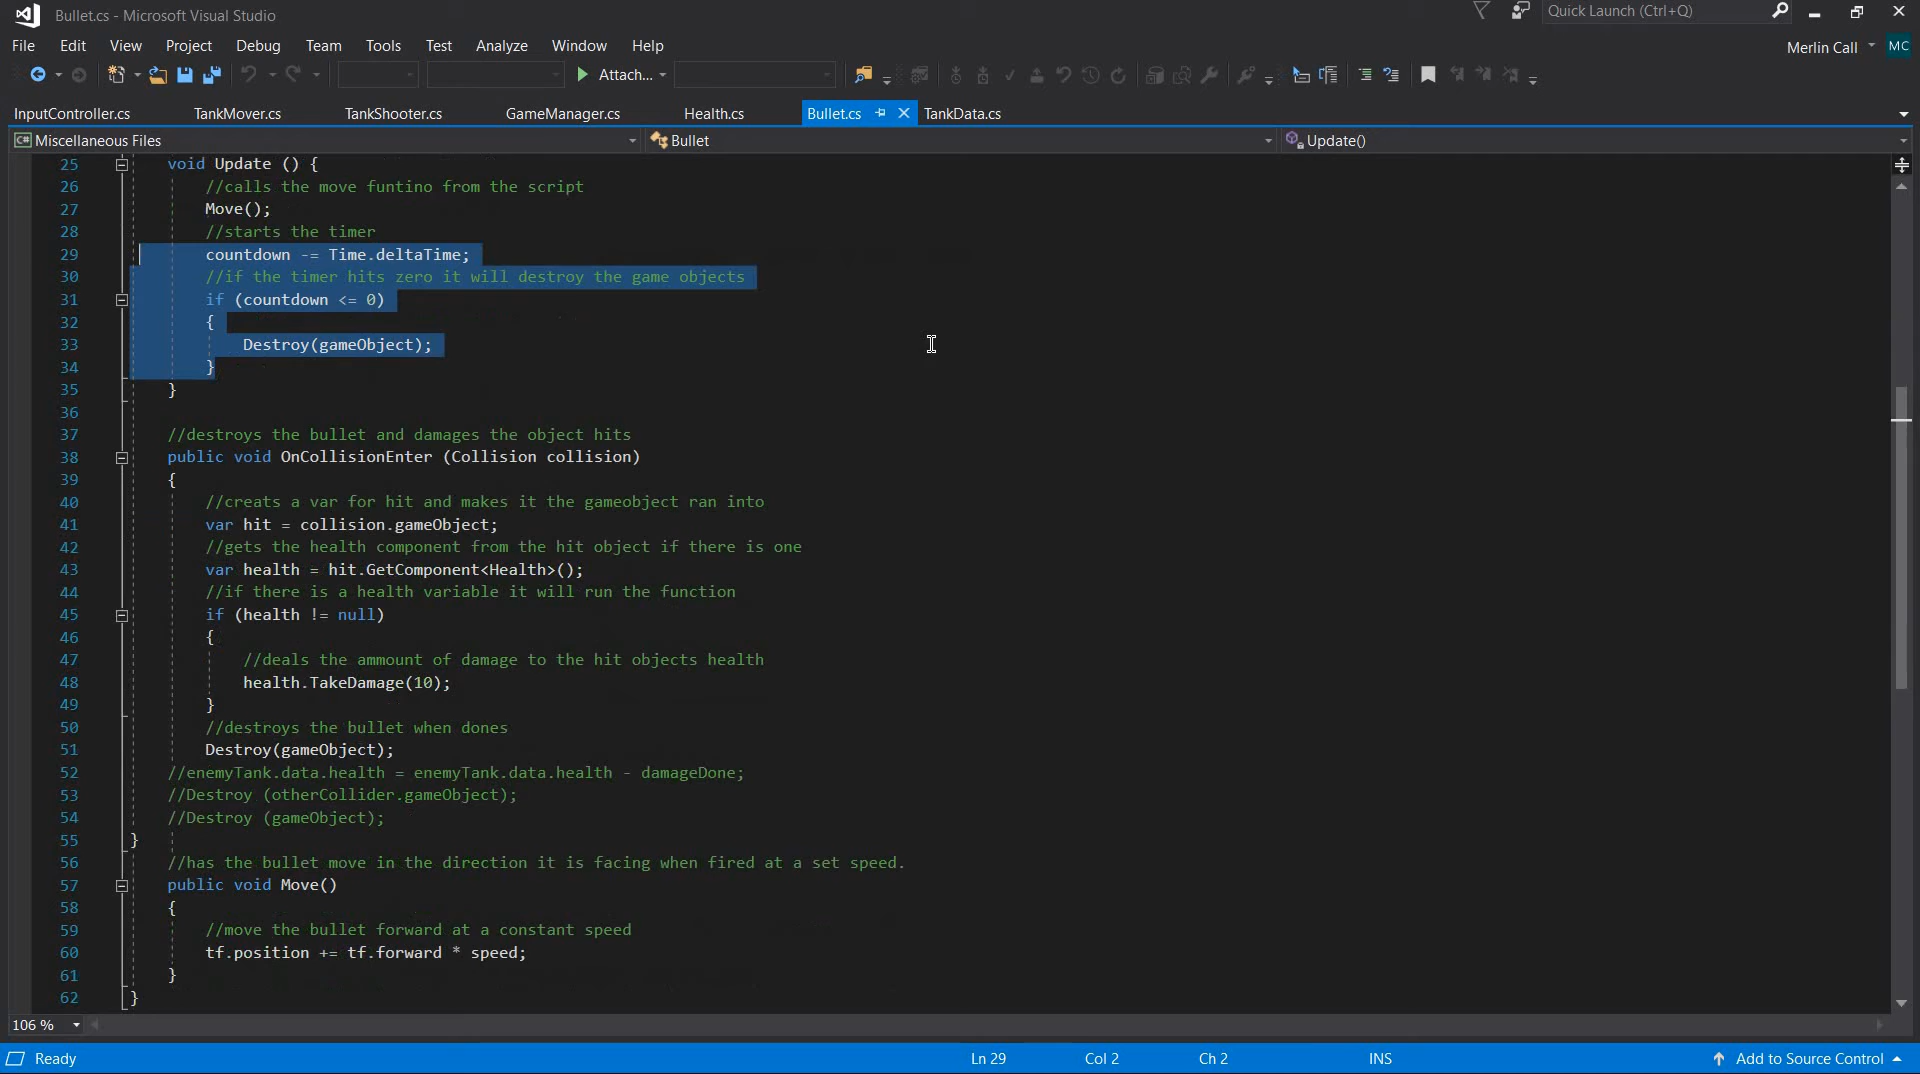 Bullet.cs - Microsoft Visual Studio
Quick Launch (Ctrl+Q)
File Edit View Project Debug Team Tools Test Analyze Window Help
Merlin Call MC
Attach...
InputController.cs TankMover.cs TankShooter.cs GameManager.cs Health.cs Bullet.cs TankData.cs
C# Miscellaneous Files Bullet Update()
25 void Update () {
26 //calls the move funtino from the script
27 Move();
28 //starts the timer
29 countdown -= Time.deltaTime;
30 //if the timer hits zero it will destroy the game objects
31 if (countdown <= 0)
32 {
33 Destroy(gameObject);
34 }
35 }
36
37 //destroys the bullet and damages the object hits
38 public void OnCollisionEnter (Collision collision)
39 {
40 //creats a var for hit and makes it the gameobject ran into
41 var hit = collision.gameObject;
42 //gets the health component from the hit object if there is one
43 var health = hit.GetComponent<Health>();
44 //if there is a health variable it will run the function
45 if (health != null)
46 {
47 //deals the ammount of damage to the hit objects health
48 health.TakeDamage(10);
49 }
50 //destroys the bullet when dones
51 Destroy(gameObject);
52 //enemyTank.data.health = enemyTank.data.health - damageDone;
53 //Destroy (otherCollider.gameObject);
54 //Destroy (gameObject);
55 }
56 //has the bullet move in the direction it is facing when fired at a set speed.
57 public void Move()
58 {
59 //move the bullet forward at a constant speed
60 tf.position += tf.forward * speed;
61 }
62 }
106 %
Ready Ln 29 Col 2 Ch 2 INS Add to Source Control